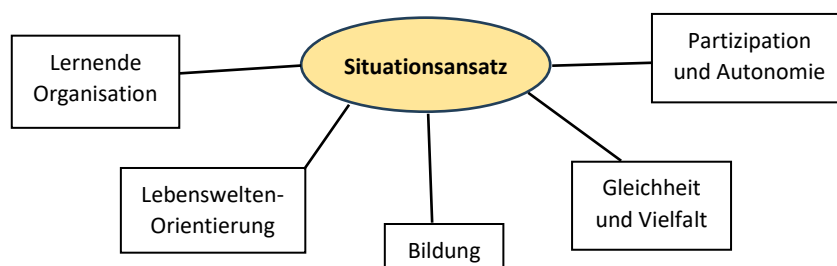 Situationsansatz
Lernende
Organisation
Lebenswelten-
Orientierung
Bildung
Gleichheit
und Vielfalt
Partizipation
und Autonomie